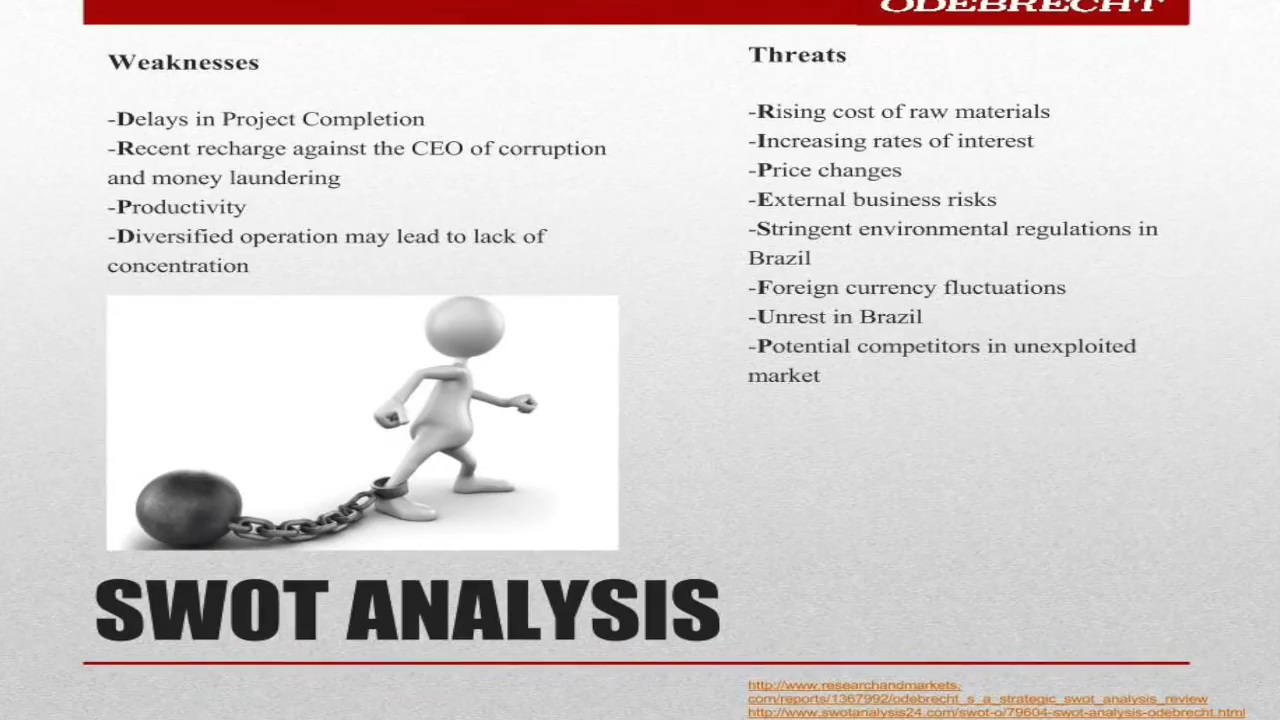 ODEBRECHT
Weaknesses
-Delays in Project Completion
-Recent recharge against the CEO of corruption
and money laundering
-Productivity
-Diversified operation may lead to lack of
concentration
Threats
-Rising cost of raw materials
-Increasing rates of interest
-Price changes
-External business risks
-Stringent environmental regulations in
Brazil
-Foreign currency fluctuations
-Unrest in Brazil
-Potential competitors in unexploited
market
SWOT ANALYSIS
http://www.researchandmarkets.
com/reports/1367992/odebrecht_s_a_strategic_swot_analysis_review
http://www.swotanalysis24.com/swot-o/79604-swot-analysis-odebrecht.html